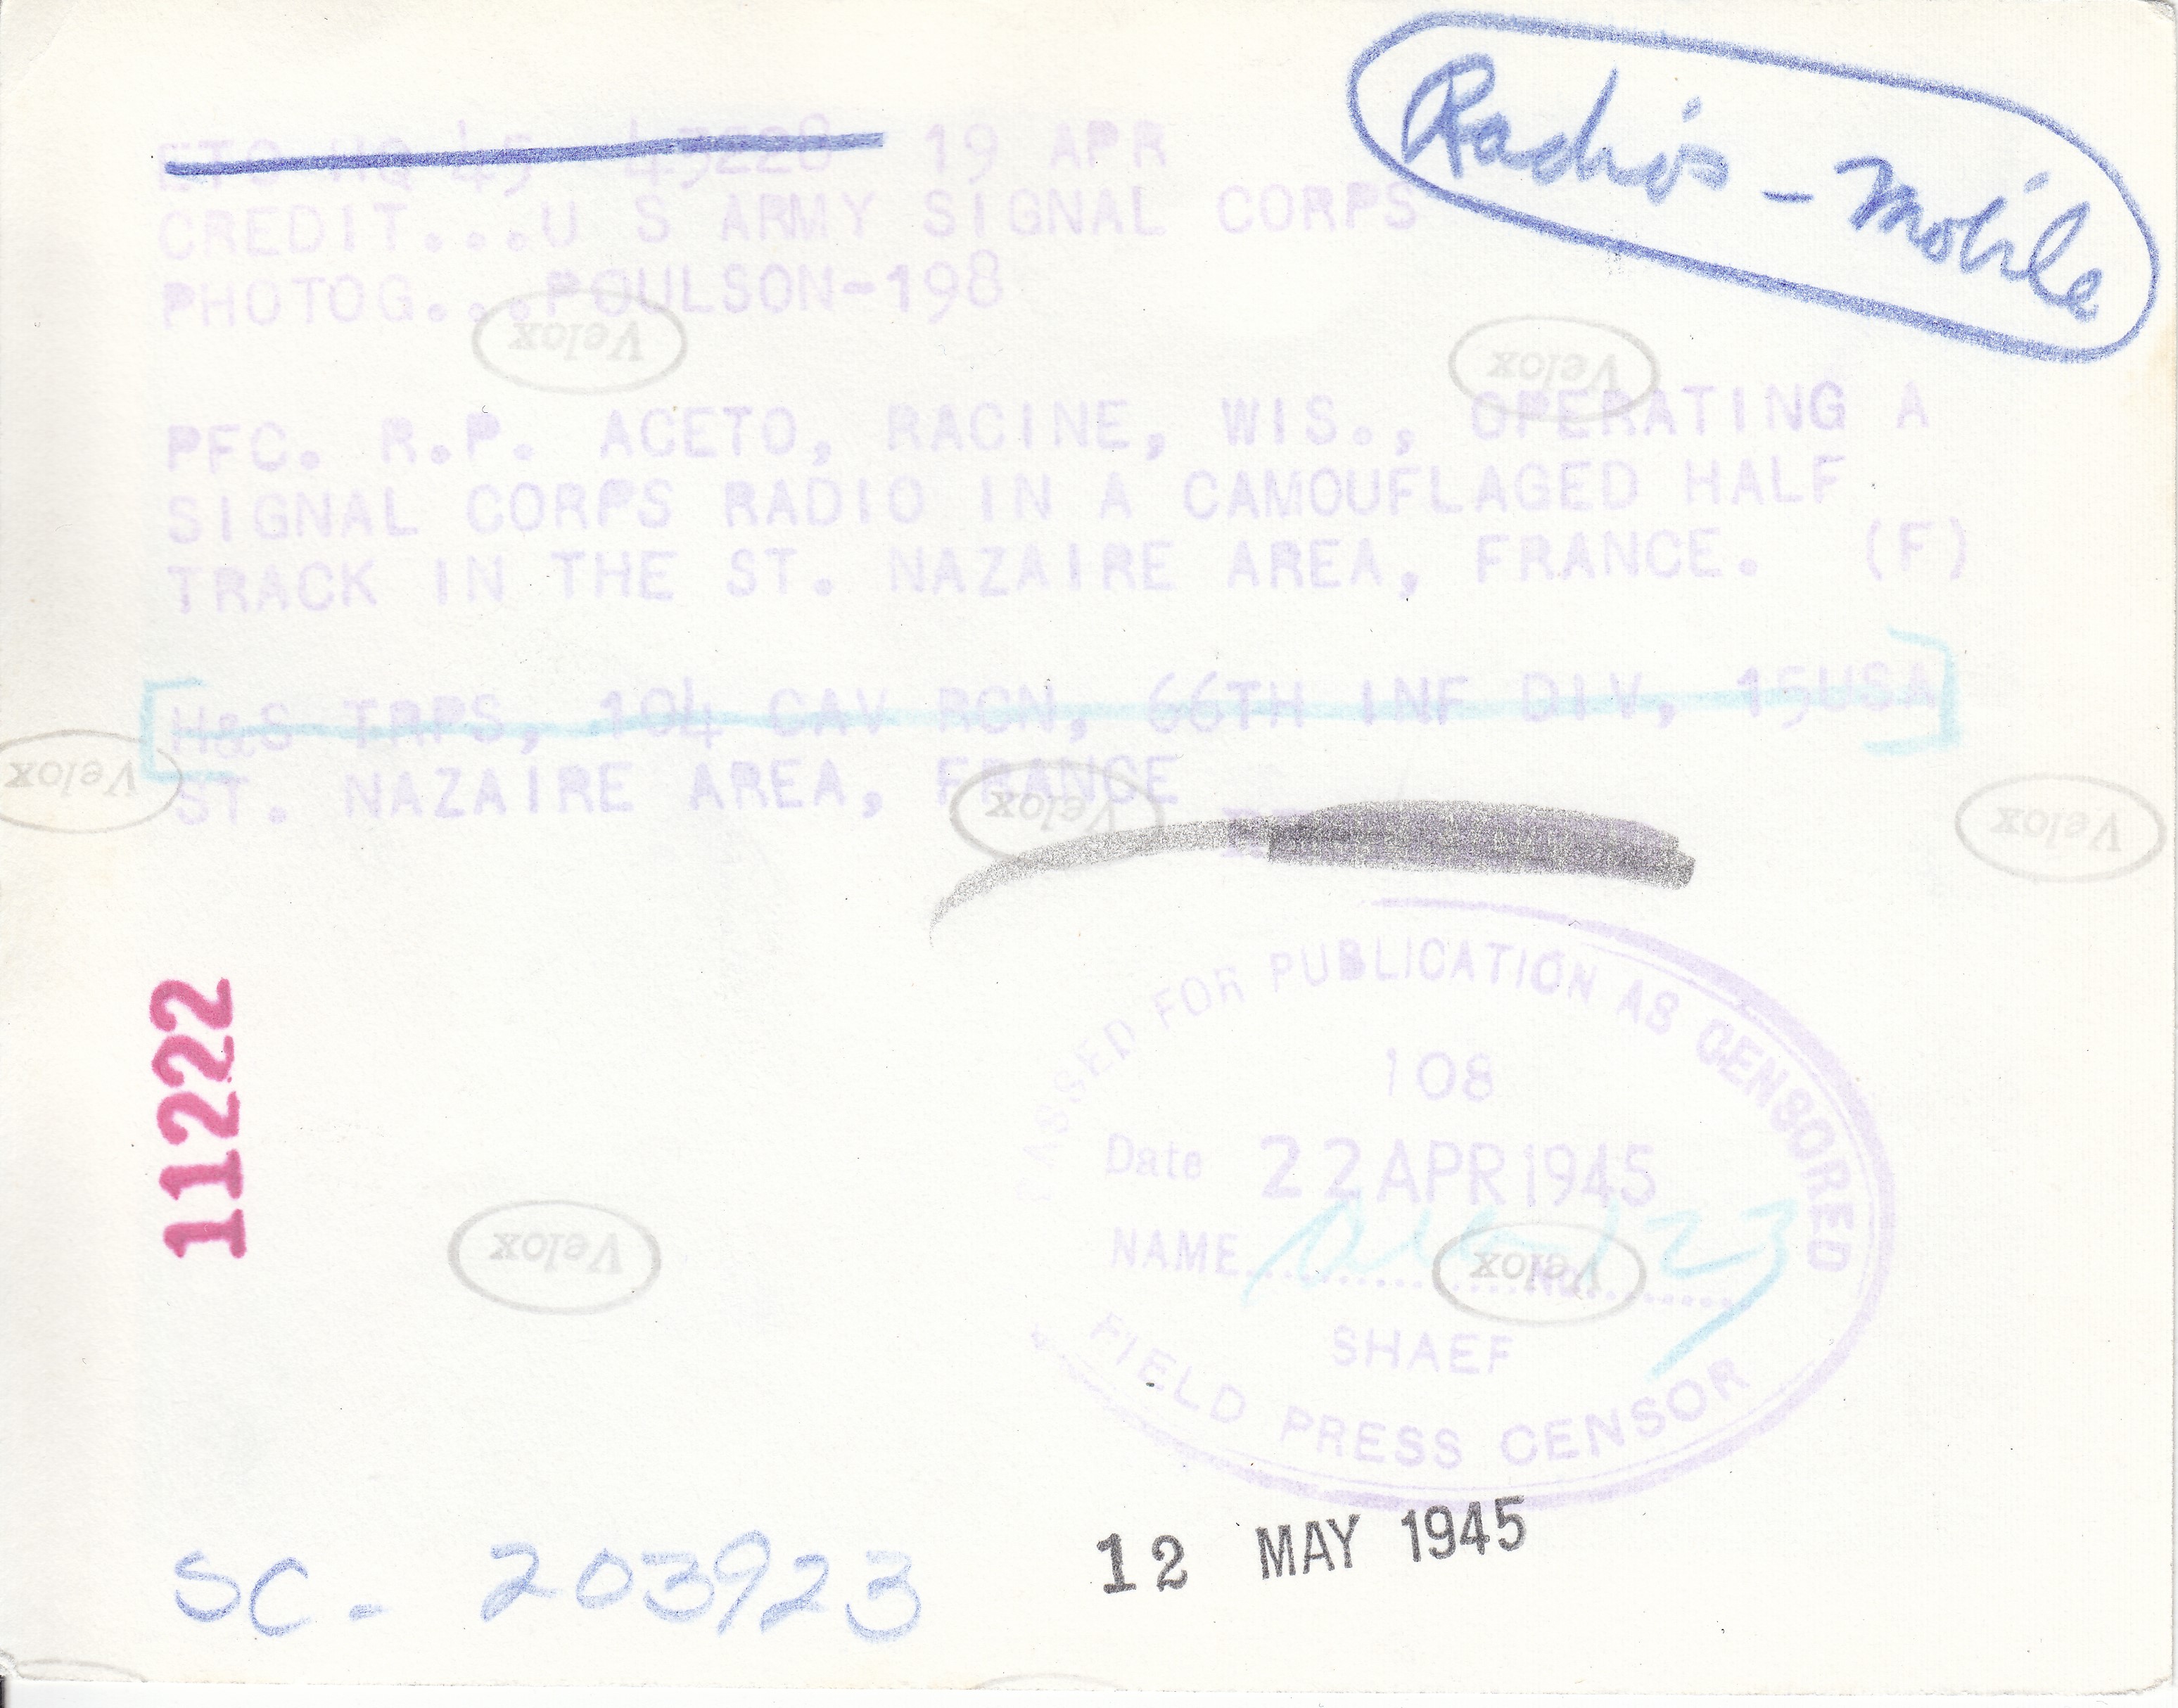 Radios - Mobile
ETO HQ 45 43228 19 APR
CREDIT...U S ARMY SIGNAL CORPS
PHOTOG...POULSON-198
Velox
Velox
PFC. R.P. ACETO, RACINE, WIS., OPERATING A
SIGNAL CORPS RADIO IN A CAMOUFLAGED HALF
TRACK IN THE ST. NAZAIRE AREA, FRANCE. (F)
H&S TRPS, 104 CAV RCN, 66TH INF DIV, 15USA
ST. NAZAIRE AREA, FRANCE
Velox
Velox
Velox
11222
PASSED FOR PUBLICATION AS CENSORED
108
Date 22 APR 1945
NAME
Velox
Velox
SHAEF
FIELD PRESS CENSOR
12 MAY 1945
SC - 203923